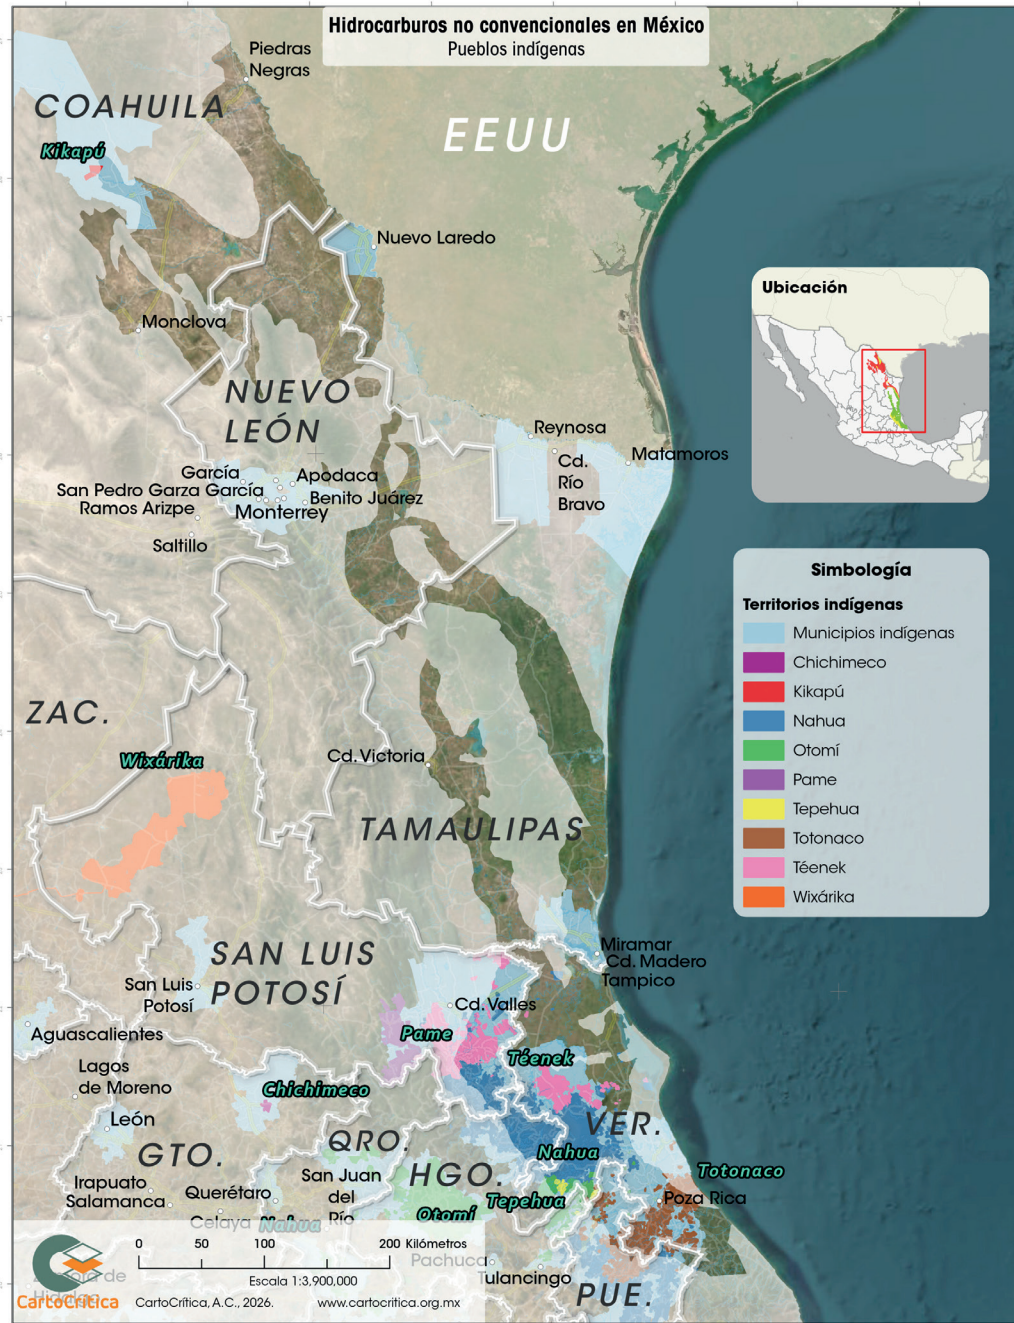 Hidrocarburos no convencionales en México
Pueblos indígenas
Piedras
Negras
COAHUILA
EEUU
Kikapú
Nuevo Laredo
Ubicación
Monclova
NUEVO
LEÓN
Reynosa
Matamoros
Cd.
Río
Bravo
García
Apodaca
San Pedro Garza García
Benito Juárez
Ramos Arizpe
Monterrey
Saltillo
Simbología
Territorios indígenas
Municipios indígenas
Chichimeco
Kikapú
Nahua
Otomí
Pame
Tepehua
Totonaco
Téenek
Wixárika
ZAC.
Wixárika
Cd. Victoria
TAMAULIPAS
SAN LUIS
POTOSÍ
Miramar
Cd. Madero
Tampico
San Luis
Potosí
Cd. Valles
Aguascalientes
Pame
Téenek
Lagos
de Moreno
Chichimeco
León
VER.
GTO.
QRO.
Nahua
HGO.
Totonaco
Irapuato
Salamanca
Querétaro
San Juan
del
Río
Tepehua
Poza Rica
Celaya
Nahua
Otomí
0 50 100 200 Kilómetros
Pachuca
Escala 1:3,900,000
Tulancingo
PUE.
de
Hidalgo
CartoCrítica
CartoCrítica, A.C., 2026.
www.cartocritica.org.mx